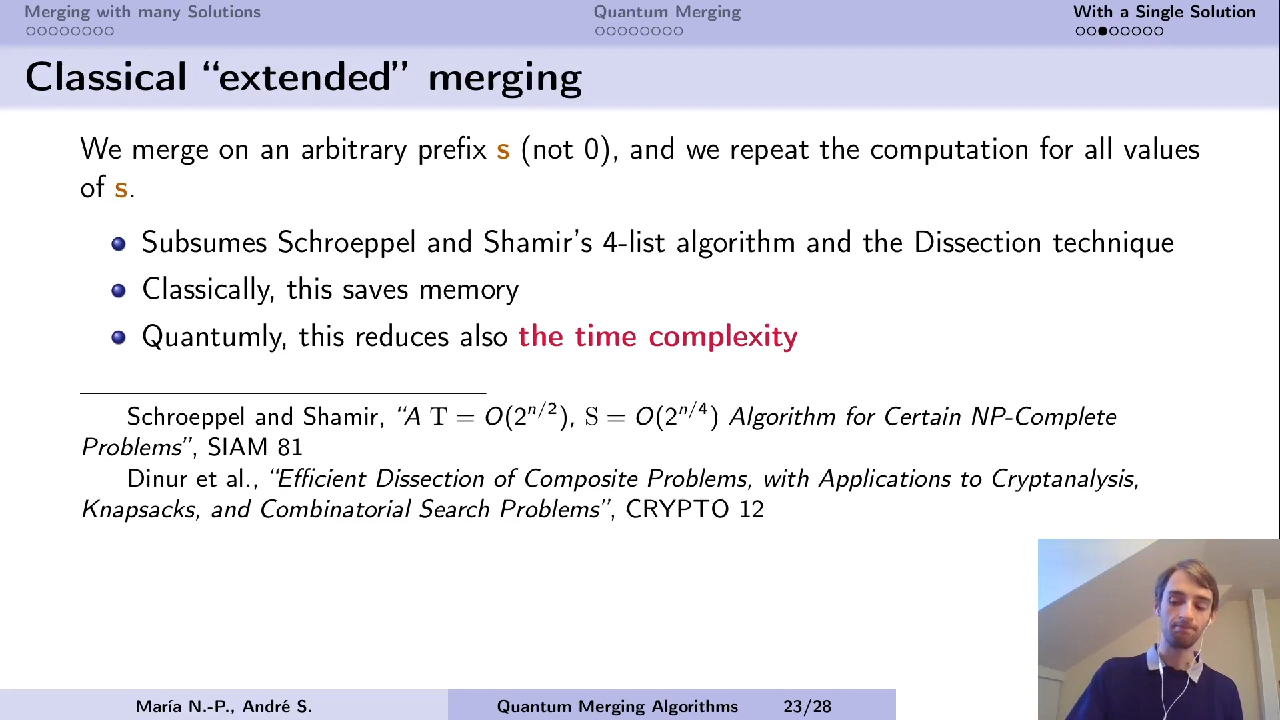 Merging with many Solutions Quantum Merging With a Single Solution
Classical “extended” merging
We merge on an arbitrary prefix s (not 0), and we repeat the computation for all values
of s.
Subsumes Schroeppel and Shamir’s 4-list algorithm and the Dissection technique
Classically, this saves memory
Quantumly, this reduces also the time complexity
Schroeppel and Shamir, “A T = O(2^{n/2}), S = O(2^{n/4}) Algorithm for Certain NP-Complete
Problems”, SIAM 81
Dinur et al., “Efficient Dissection of Composite Problems, with Applications to Cryptanalysis,
Knapsacks, and Combinatorial Search Problems”, CRYPTO 12
María N.-P., André S. Quantum Merging Algorithms 23/28